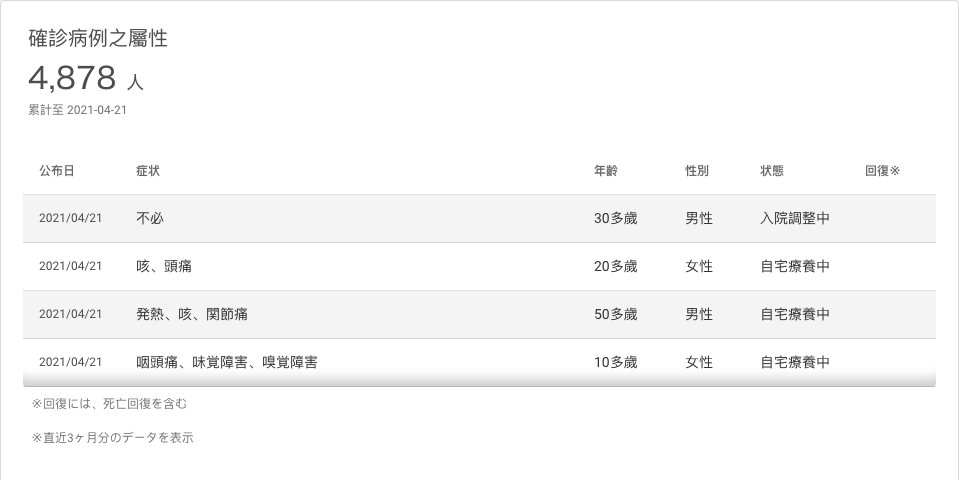 確診病例之屬性
4,878 人
累計至 2021-04-21
公布日 症状 年齢 性別 状態 回復※
2021/04/21 不必 30多歲 男性 入院調整中
2021/04/21 咳、頭痛 20多歲 女性 自宅療養中
2021/04/21 発熱、咳、関節痛 50多歲 男性 自宅療養中
2021/04/21 咽頭痛、味覚障害、嗅覚障害 10多歲 女性 自宅療養中
※回復には、死亡回復を含む
※直近3ヶ月分のデータを表示